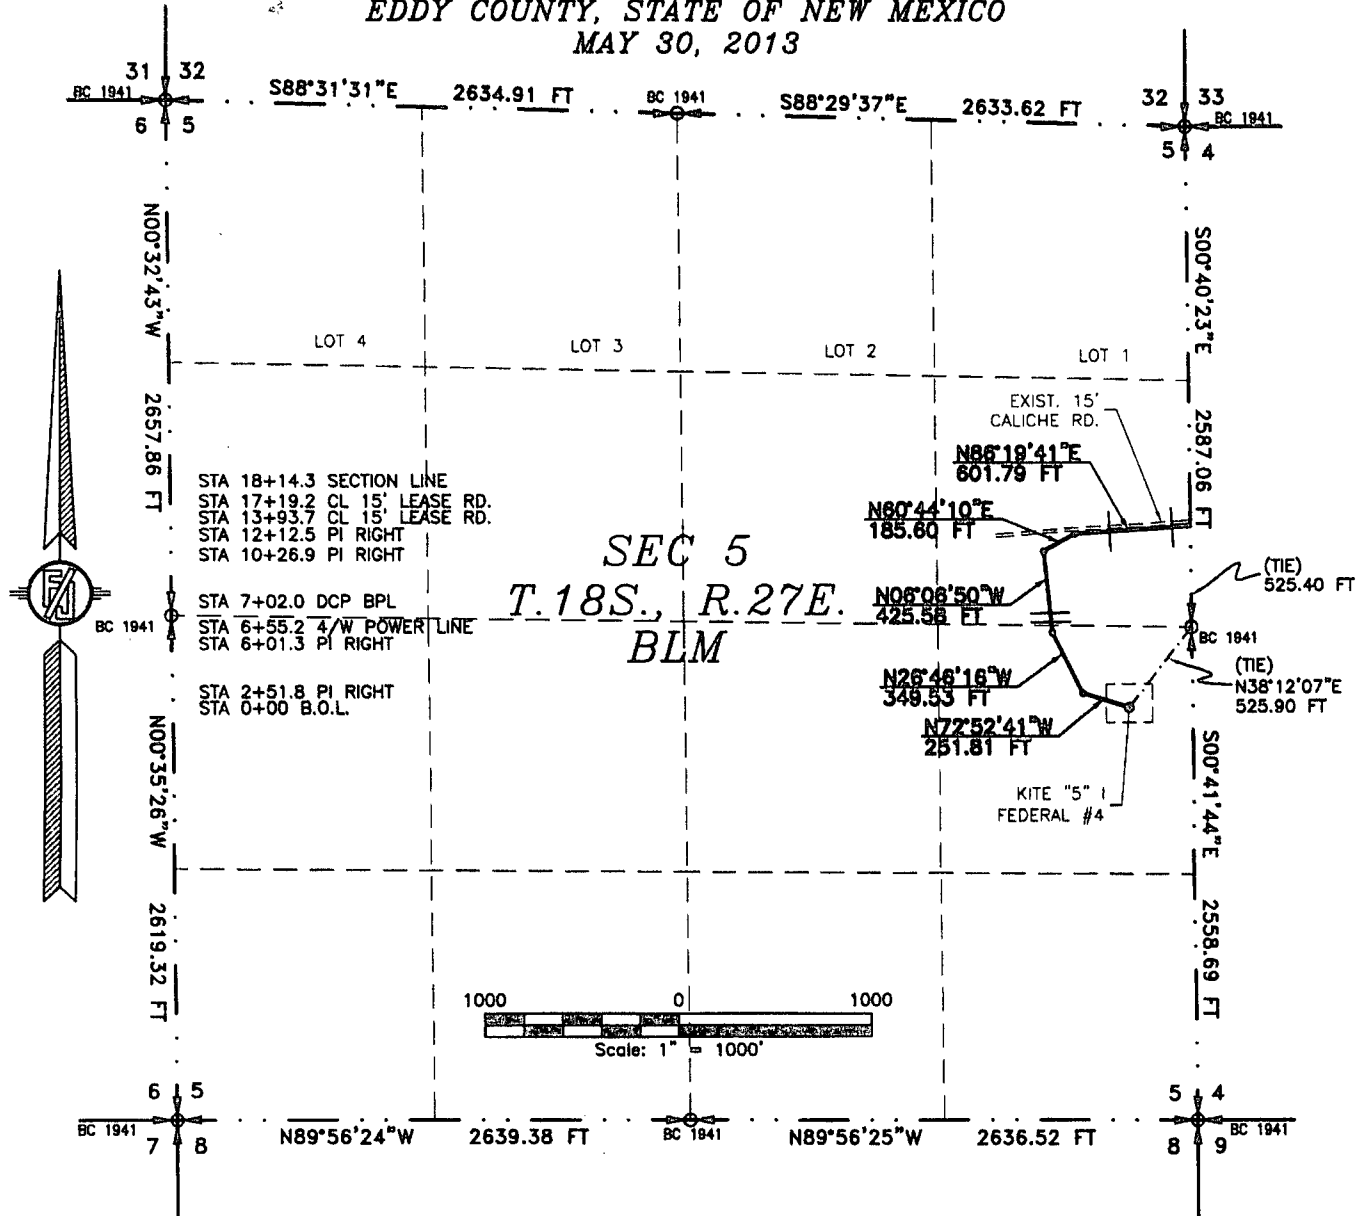 EDDY COUNTY, STATE OF NEW MEXICO
MAY 30, 2013
31 32
BC 1941
6 5
S88°31'31"E 2634.91 FT
BC 1941
S88°29'37"E 2633.62 FT
32 33
BC 1941
5 4
N00°32'43"W 2657.86 FT
S00°40'23"E 2587.06 FT
LOT 4
LOT 3
LOT 2
LOT 1
EXIST. 15'
CALICHE RD.
N86°19'41"E
601.79 FT
N60°44'10"E
185.60 FT
STA 18+14.3 SECTION LINE
STA 17+19.2 CL 15' LEASE RD.
STA 13+93.7 CL 15' LEASE RD.
STA 12+12.5 PI RIGHT
STA 10+26.9 PI RIGHT
STA 7+02.0 DCP BPL
STA 6+55.2 4/W POWER LINE
STA 6+01.3 PI RIGHT
STA 2+51.8 PI RIGHT
STA 0+00 B.O.L.
SEC 5
T.18S., R.27E.
BLM
N06°06'50"W
425.56 FT
N26°46'16"W
349.53 FT
N72°52'41"W
251.81 FT
(TIE)
525.40 FT
BC 1941
BC 1941
(TIE)
N38°12'07"E
525.90 FT
KITE "5"
FEDERAL #4
N00°35'26"W 2619.32 FT
S00°41'44"E 2558.69 FT
1000 0 1000
Scale: 1" = 1000'
6 5
BC 1941
7 8
N89°56'24"W 2639.38 FT
BC 1941
N89°56'25"W 2636.52 FT
5 4
BC 1941
8 9